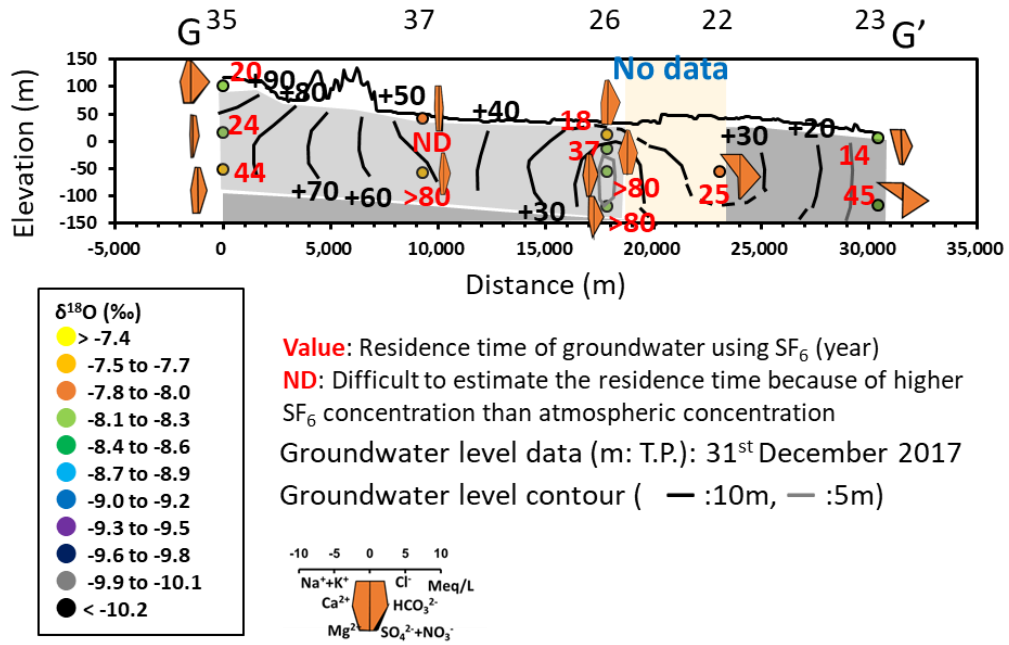 35 37 26 22 23
G G'
150
100
50
0
-50
-100
-150
Elevation (m)
No data
20 +90 +80 +50 +40 18 +30 +20
24 ND 37 14
44 +70 +60 >80 >80 25 45
+30 >80
-5,000 0 5,000 10,000 15,000 20,000 25,000 30,000 35,000
Distance (m)
δ¹⁸O (‰)
> -7.4
-7.5 to -7.7
-7.8 to -8.0
-8.1 to -8.3
-8.4 to -8.6
-8.7 to -8.9
-9.0 to -9.2
-9.3 to -9.5
-9.6 to -9.8
-9.9 to -10.1
< -10.2
Value: Residence time of groundwater using SF₆ (year)
ND: Difficult to estimate the residence time because of higher
SF₆ concentration than atmospheric concentration
Groundwater level data (m: T.P.): 31ˢᵗ December 2017
Groundwater level contour ( — :10m, — :5m)
-10 -5 0 5 10
Na⁺+K⁺ Cl⁻ Meq/L
Ca²⁺ HCO₃²⁻
Mg²⁺ SO₄²⁻+NO₃⁻